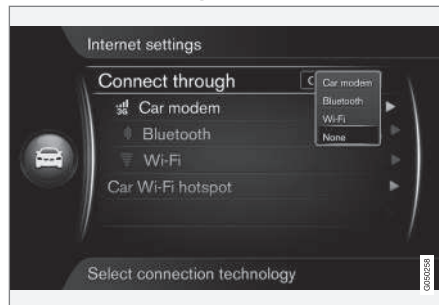 Internet settings
Connect through
Car modem
Bluetooth
Wi-Fi
None
3G Car modem
Bluetooth
Wi-Fi
Car Wi-Fi hotspot
Select connection technology
G050258